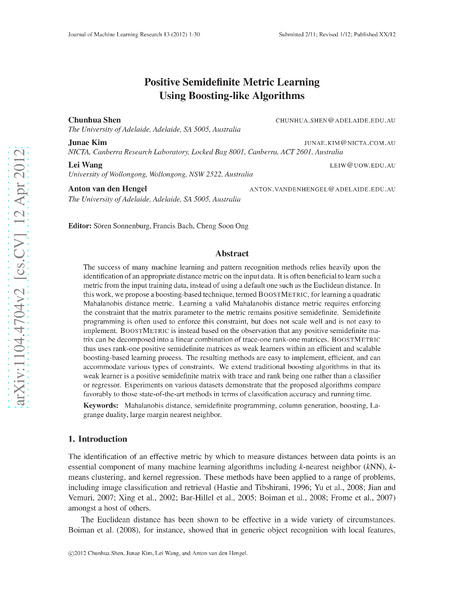 Journal of Machine Learning Research 13 (2012) 1-30
Submitted 2/11; Revised 1/12; Published XX/12
Positive Semidefinite Metric Learning
Using Boosting-like Algorithms
Chunhua Shen CHUNHUA.SHEN@ADELAIDE.EDU.AU
The University of Adelaide, Adelaide, SA 5005, Australia
Junae Kim JUNAE.KIM@NICTA.COM.AU
NICTA, Canberra Research Laboratory, Locked Bag 8001, Canberra, ACT 2601, Australia
Lei Wang LEIW@UOW.EDU.AU
University of Wollongong, Wollongong, NSW 2522, Australia
Anton van den Hengel ANTON.VANDENHENGEL@ADELAIDE.EDU.AU
The University of Adelaide, Adelaide, SA 5005, Australia
Editor: Sören Sonnenburg, Francis Bach, Cheng Soon Ong
Abstract
The success of many machine learning and pattern recognition methods relies heavily upon the
identification of an appropriate distance metric on the input data. It is often beneficial to learn such a
metric from the input training data, instead of using a default one such as the Euclidean distance. In
this work, we propose a boosting-based technique, termed BOOSTMETRIC, for learning a quadratic
Mahalanobis distance metric. Learning a valid Mahalanobis distance metric requires enforcing
the constraint that the matrix parameter to the metric remains positive semidefinite. Semidefinite
programming is often used to enforce this constraint, but does not scale well and is not easy to
implement. BOOSTMETRIC is instead based on the observation that any positive semidefinite ma-
trix can be decomposed into a linear combination of trace-one rank-one matrices. BOOSTMETRIC
thus uses rank-one positive semidefinite matrices as weak learners within an efficient and scalable
boosting-based learning process. The resulting methods are easy to implement, efficient, and can
accommodate various types of constraints. We extend traditional boosting algorithms in that its
weak learner is a positive semidefinite matrix with trace and rank being one rather than a classifier
or regressor. Experiments on various datasets demonstrate that the proposed algorithms compare
favorably to those state-of-the-art methods in terms of classification accuracy and running time.
Keywords: Mahalanobis distance, semidefinite programming, column generation, boosting, La-
grange duality, large margin nearest neighbor.
1. Introduction
The identification of an effective metric by which to measure distances between data points is an
essential component of many machine learning algorithms including k-nearest neighbor (kNN), k-
means clustering, and kernel regression. These methods have been applied to a range of problems,
including image classification and retrieval (Hastie and Tibshirani, 1996; Yu et al., 2008; Jian and
Vemuri, 2007; Xing et al., 2002; Bar-Hillel et al., 2005; Boiman et al., 2008; Frome et al., 2007)
amongst a host of others.
The Euclidean distance has been shown to be effective in a wide variety of circumstances.
Boiman et al. (2008), for instance, showed that in generic object recognition with local features,
©2012 Chunhua Shen, Junae Kim, Lei Wang, and Anton van den Hengel.
arXiv:1104.4704v2 [cs.CV] 12 Apr 2012